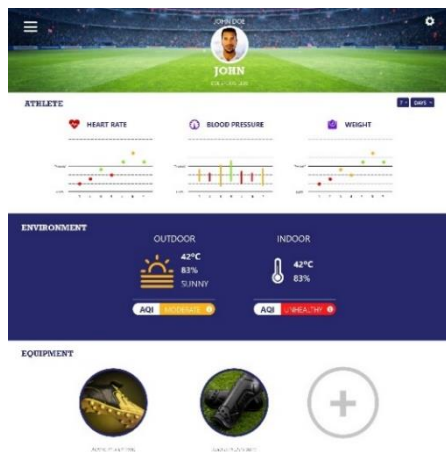 JOHN DOE
JOHN
ATHLETE
7 DAYS
HEART RATE
BLOOD PRESSURE
WEIGHT
ENVIRONMENT
OUTDOOR
INDOOR
42°C
83%
SUNNY
42°C
83%
AQI MODERATE
AQI UNHEALTHY
EQUIPMENT